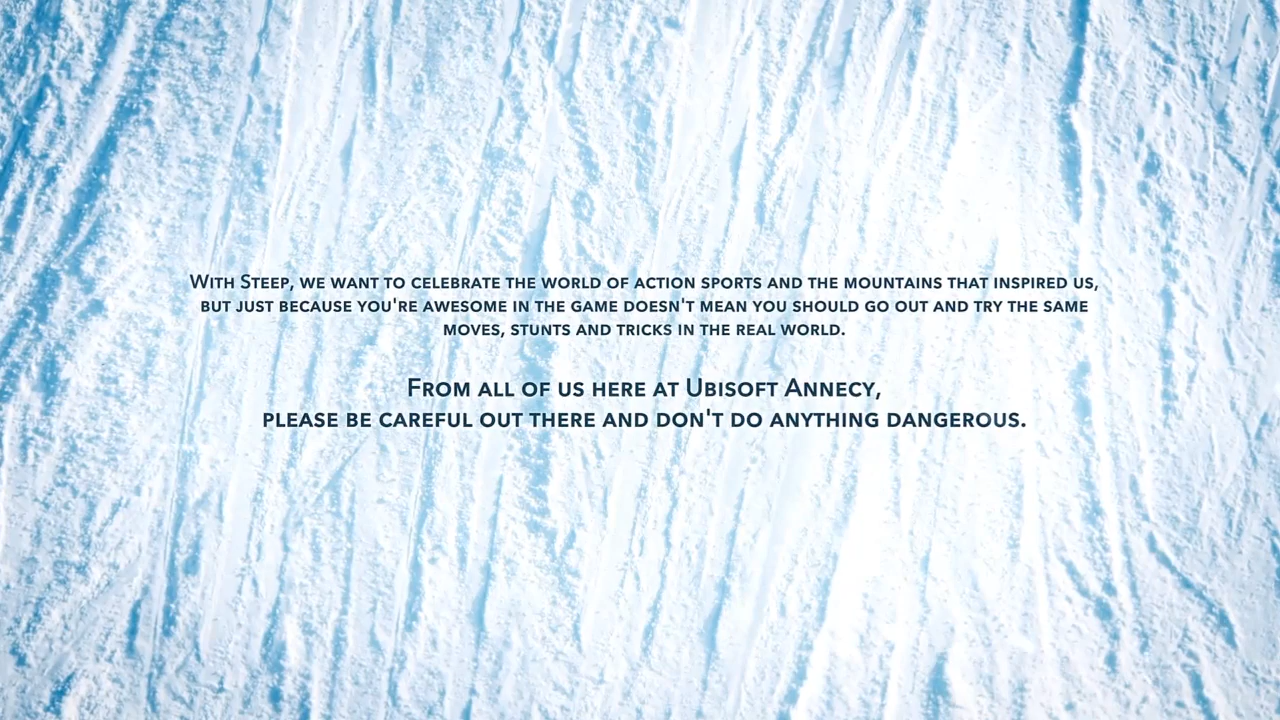 With Steep, we want to celebrate the world of action sports and the mountains that inspired us,
but just because you're awesome in the game doesn't mean you should go out and try the same
moves, stunts and tricks in the real world.
From all of us here at Ubisoft Annecy,
please be careful out there and don't do anything dangerous.